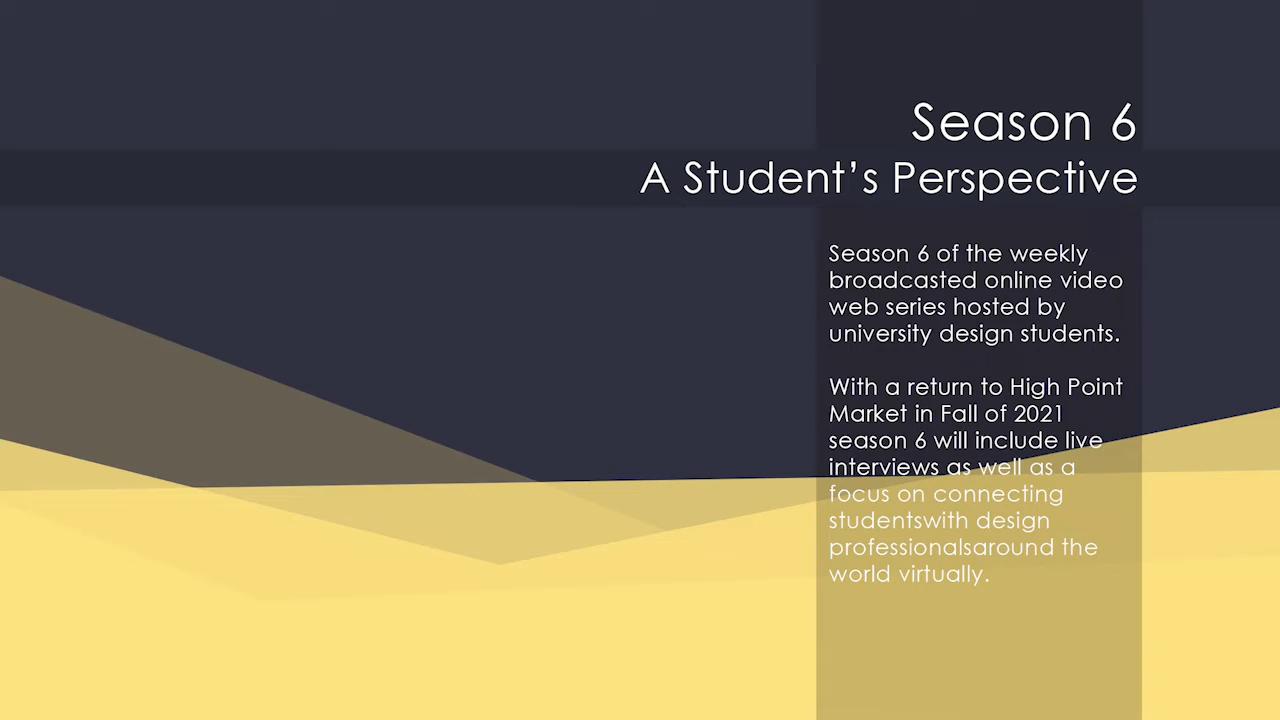 Season 6
A Student’s Perspective
Season 6 of the weekly
broadcasted online video
web series hosted by
university design students.
With a return to High Point
Market in Fall of 2021
season 6 will include live
interviews as well as a
focus on connecting
studentswith design
professionalsaround the
world virtually.